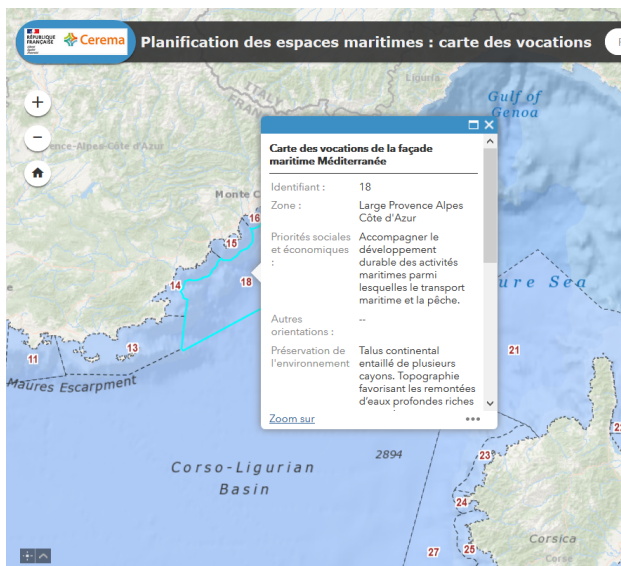 RÉPUBLIQUE
FRANÇAISE
Cerema
Planification des espaces maritimes : carte des vocations
+
−
Liguria
ITALY
FRAN
Gulf of
Genoa
ence-Alpes-Côte d'Azur
Monte C
Carte des vocations de la façade
maritime Méditerranée
Identifiant : 18
Zone : Large Provence Alpes
Côte d'Azur
Priorités sociales Accompagner le
et économiques développement
: durable des activités
maritimes parmi
lesquelles le transport
maritime et la pêche.
Autres --
orientations :
Préservation de Talus continental
l'environnement entaillé de plusieurs
cayons. Topographie
favorisant les remontées
d'eaux profondes riches
Zoom sur
16
15
18
14
13
11
ure Sea
21
Maures Escarpment
2894
Corso-Ligurian
Basin
23
24
25
27
Corsica
Corse